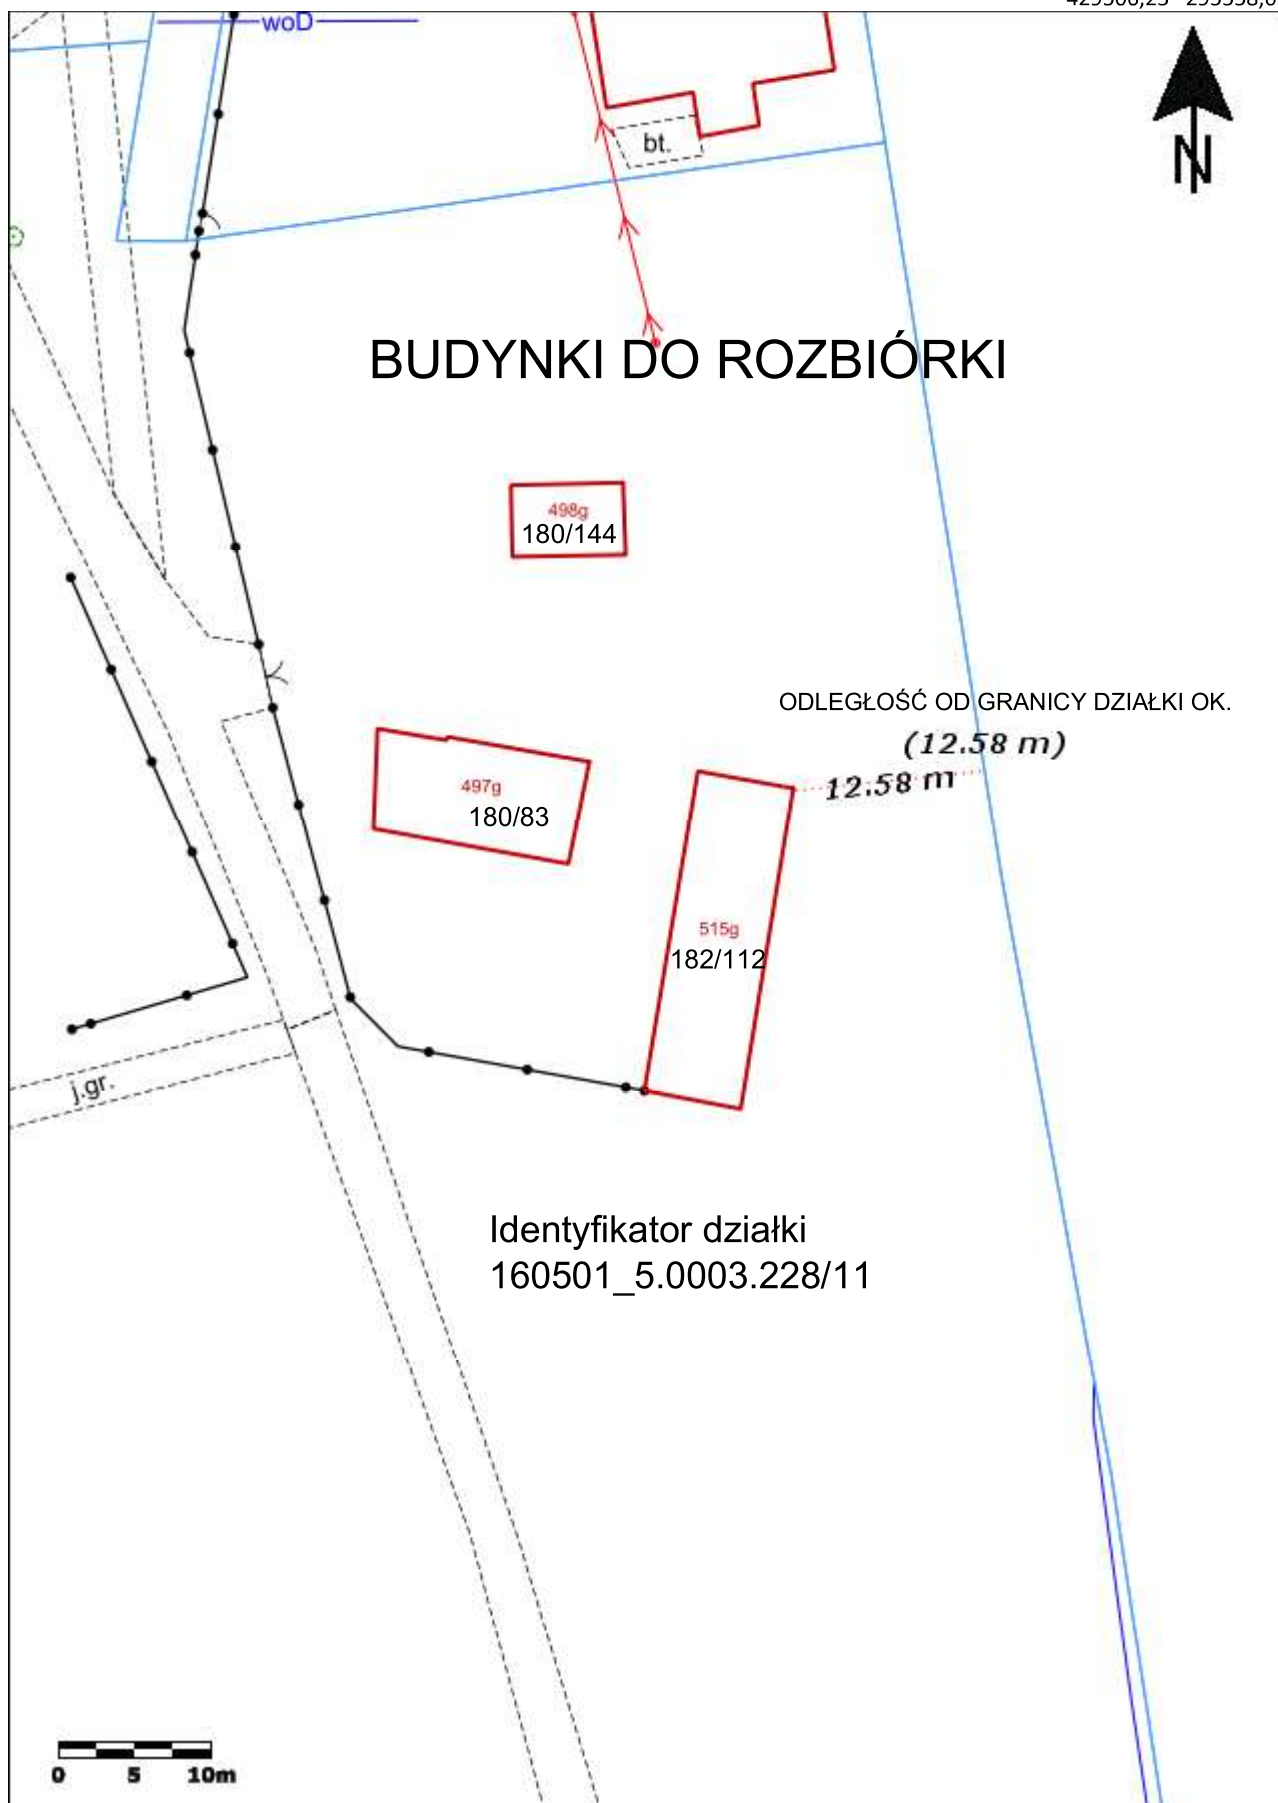 woD
bt.
N
BUDYNKI DO ROZBIÓRKI
498g
180/144
ODLEGŁOŚĆ OD GRANICY DZIAŁKI OK.
(12.58 m)
12.58 m
497g
180/83
515g
182/112
j.gr.
Identyfikator działki
160501_5.0003.228/11
0 5 10m